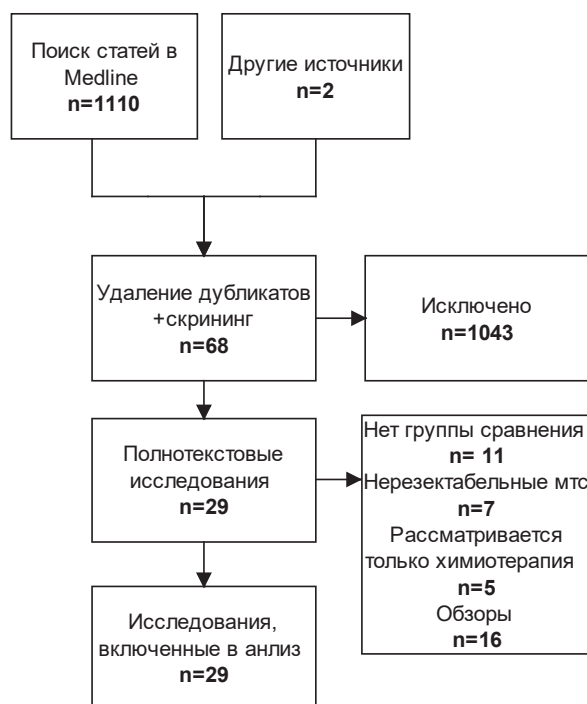 Поиск статей в
Medline
n=1110
Другие источники
n=2
Удаление дубликатов
+скрининг
n=68
Исключено
n=1043
Полнотекстовые
исследования
n=29
Нет группы сравнения
n= 11
Нерезектабельные мтс
n=7
Рассматривается
только химиотерапия
n=5
Обзоры
n=16
Исследования,
включенные в анлиз
n=29